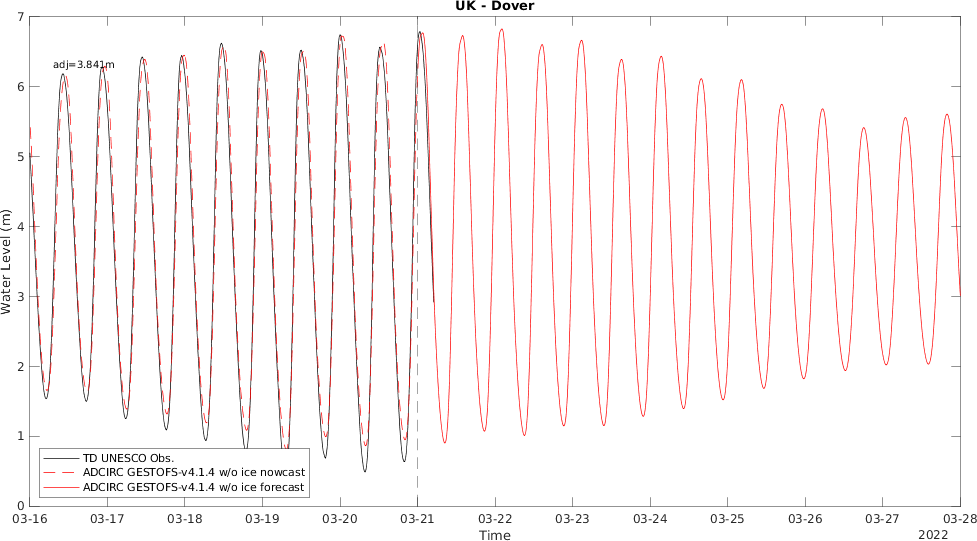 UK - Dover
adj=3.841m
Water Level (m)
7
6
5
4
3
2
1
0
TD UNESCO Obs.
ADCIRC GESTOFS-v4.1.4 w/o ice nowcast
ADCIRC GESTOFS-v4.1.4 w/o ice forecast
03-16 03-17 03-18 03-19 03-20 03-21 03-22 03-23 03-24 03-25 03-26 03-27 03-28
Time
2022